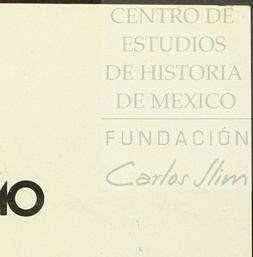 CENTRO DE
ESTUDIOS
DE HISTORIA
DE MEXICO
FUNDACIÓN
Carlos Slim